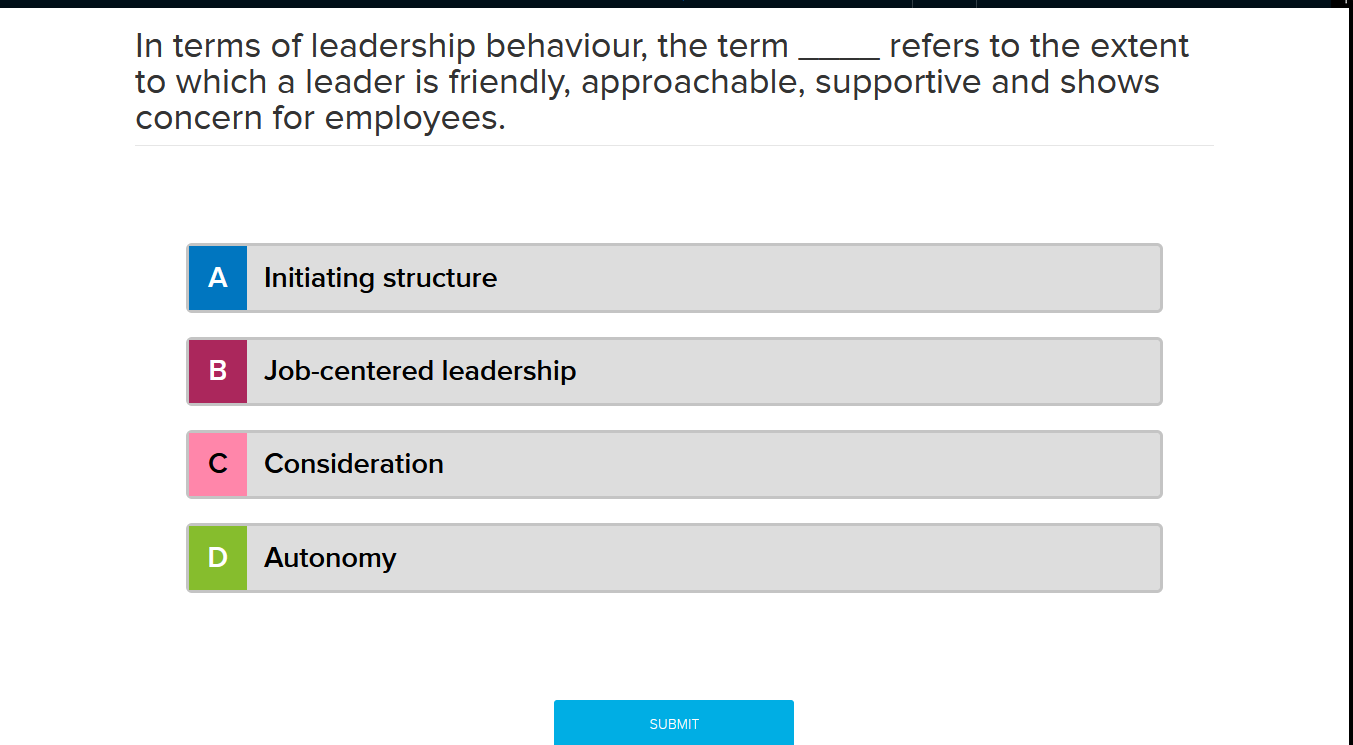 In terms of leadership behaviour, the term _____ refers to the extent
to which a leader is friendly, approachable, supportive and shows
concern for employees.
A Initiating structure
B Job-centered leadership
C Consideration
D Autonomy
SUBMIT